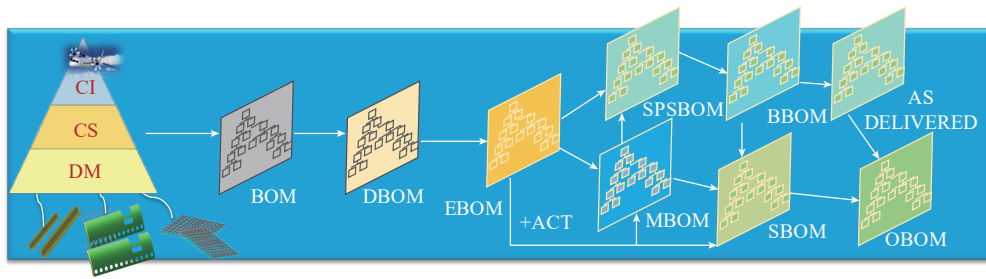 CI
CS
DM
BOM
DBOM
EBOM
+ACT
SPSBOM
MBOM
BBOM
SBOM
AS
DELIVERED
OBOM